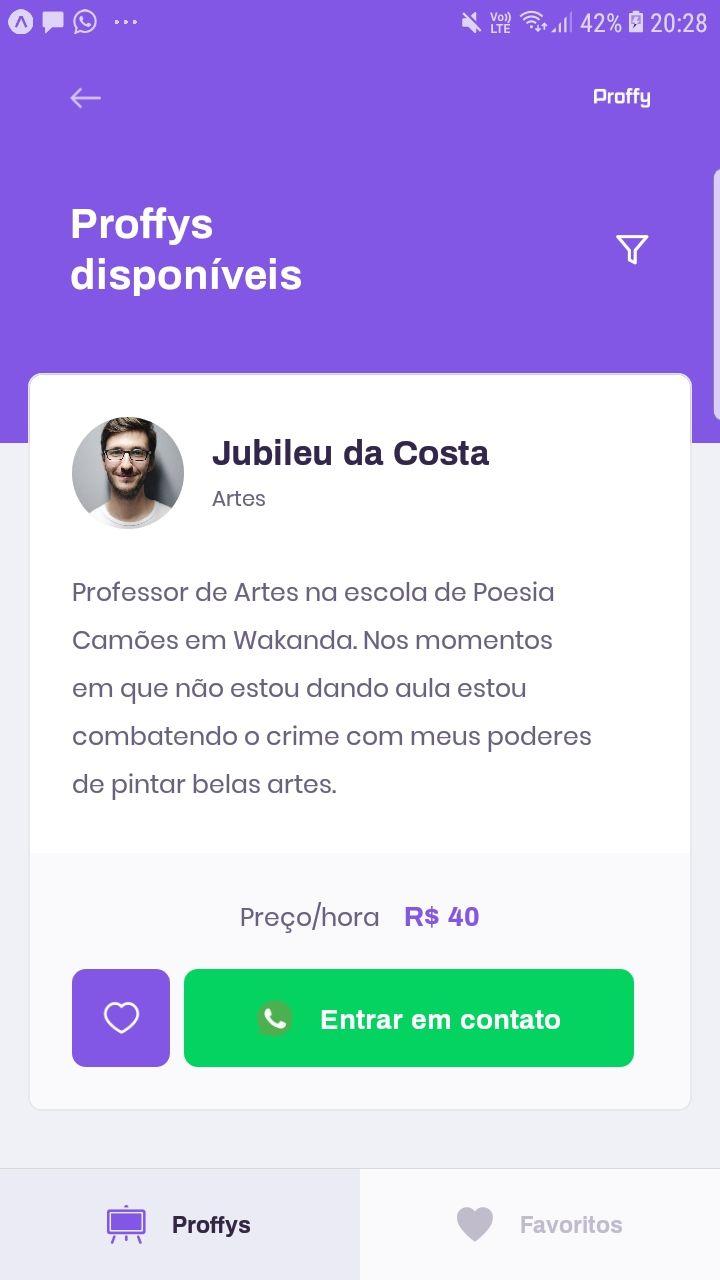 Vo)) LTE 42% 20:28
Proffy
Proffys
disponíveis
Jubileu da Costa
Artes
Professor de Artes na escola de Poesia
Camões em Wakanda. Nos momentos
em que não estou dando aula estou
combatendo o crime com meus poderes
de pintar belas artes.
Preço/hora R$ 40
Entrar em contato
Proffys Favoritos